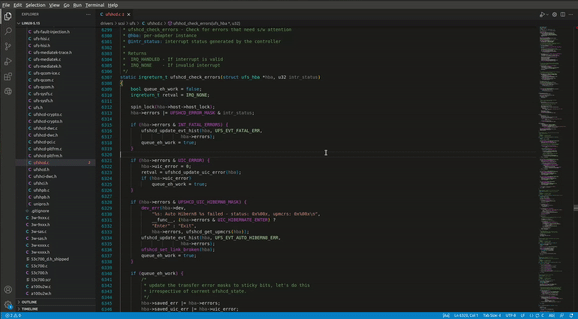 File Edit Selection View Go Run Terminal Help
EXPLORER
LINUX-5.15
ufs-fault-injection.h
ufs-hisi.c
ufs-hisi.h
ufs-mediatek-trace.h
ufs-mediatek.c
ufs-mediatek.h
ufs-qcom-ice.c
ufs-qcom.c
ufs-qcom.h
ufs-sysfs.c
ufs-sysfs.h
ufs.h
ufshcd-crypto.c
ufshcd-crypto.h
ufshcd-dwc.c
ufshcd-dwc.h
ufshcd-pci.c
ufshcd-pltfrm.c
ufshcd-pltfrm.h
ufshcd.c
ufshcd.h
ufshci-dwc.h
ufshci.h
ufshpb.c
ufshpb.h
unipro.h
.gitignore
3w-9xxx.c
3w-9xxx.h
3w-sas.c
3w-sas.h
3w-xxxx.c
3w-xxxx.h
53c700_d.h_shipped
53c700.c
53c700.h
53c700.scr
a100u2w.c
a100u2w.h
OUTLINE
TIMELINE
ufshcd.c
drivers > scsi > ufs > ufshcd.c > ufshcd_check_errors(ufs_hba *, u32)
6299 * ufshcd_check_errors - Check for errors that need s/w attention
6300 * @hba: per-adapter instance
6301 * @intr_status: interrupt status generated by the controller
6302 *
6303 * Returns
6304 * IRQ_HANDLED - If interrupt is valid
6305 * IRQ_NONE - If invalid interrupt
6306 */
6307 static irqreturn_t ufshcd_check_errors(struct ufs_hba *hba, u32 intr_status)
6308 {
6309 bool queue_eh_work = false;
6310 irqreturn_t retval = IRQ_NONE;
6311
6312 spin_lock(hba->host->host_lock);
6313 hba->errors |= UFSHCD_ERROR_MASK & intr_status;
6314
6315 if (hba->errors & INT_FATAL_ERRORS) {
6316 ufshcd_update_evt_hist(hba, UFS_EVT_FATAL_ERR,
6317 hba->errors);
6318 queue_eh_work = true;
6319 }
6320
6321 if (hba->errors & UIC_ERROR) {
6322 hba->uic_error = 0;
6323 retval = ufshcd_update_uic_error(hba);
6324 if (hba->uic_error)
6325 queue_eh_work = true;
6326 }
6327
6328 if (hba->errors & UFSHCD_UIC_HIBERN8_MASK) {
6329 dev_err(hba->dev,
6330 "%s: Auto Hibern8 %s failed - status: 0x%08x, upmcrs: 0x%08x\n",
6331 __func__, (hba->errors & UIC_HIBERNATE_ENTER) ?
6332 "Enter" : "Exit",
6333 hba->errors, ufshcd_get_upmcrs(hba));
6334 ufshcd_update_evt_hist(hba, UFS_EVT_AUTO_HIBERN8_ERR,
6335 hba->errors);
6336 ufshcd_set_link_broken(hba);
6337 queue_eh_work = true;
6338 }
6339
6340 if (queue_eh_work) {
6341 /*
6342 * update the transfer error masks to sticky bits, let's do this
6343 * irrespective of current ufshcd_state.
6344 */
6345 hba->saved_err |= hba->errors;
6346 hba->saved_uic_err |= hba->uic_error;
Ln 6320, Col 1 Tab Size: 4 UTF-8 LF